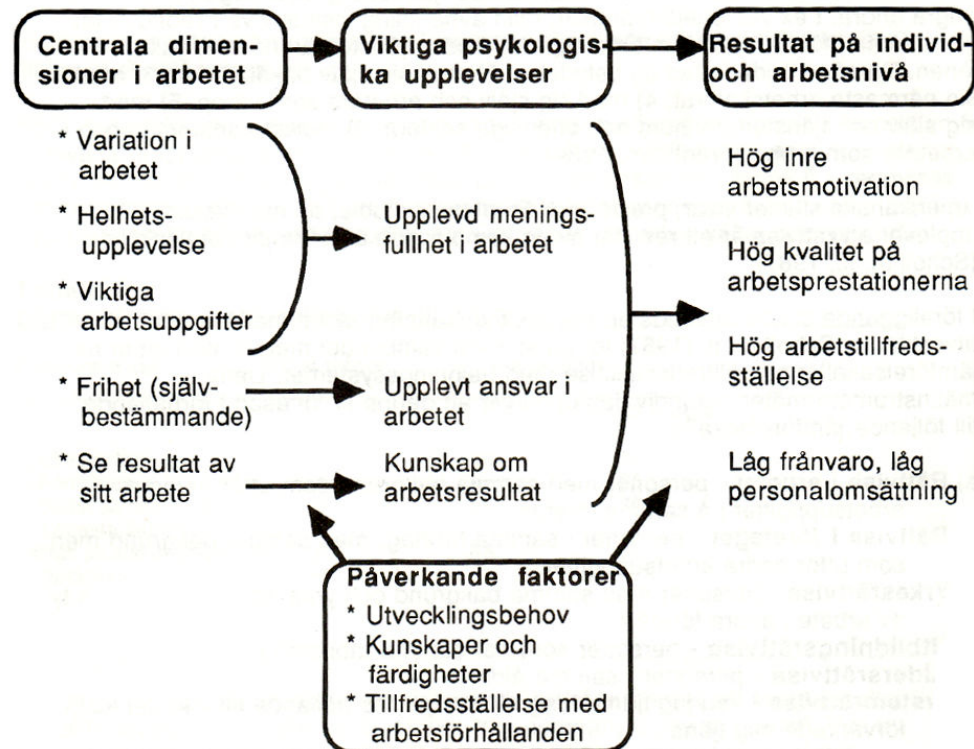 Centrala dimen-
sioner i arbetet
Viktiga psykologis-
ka upplevelser
Resultat på individ-
och arbetsnivå
* Variation i
arbetet
* Helhets-
upplevelse
* Viktiga
arbetsuppgifter
* Frihet (själv-
bestämmande)
* Se resultat av
sitt arbete
Upplevd menings-
fullhet i arbetet
Upplevt ansvar i
arbetet
Kunskap om
arbetsresultat
Hög inre
arbetsmotivation
Hög kvalitet på
arbetsprestationerna
Hög arbetstillfreds-
ställelse
Låg frånvaro, låg
personalomsättning
Påverkande faktorer
* Utvecklingsbehov
* Kunskaper och
färdigheter
* Tillfredsställelse med
arbetsförhållanden